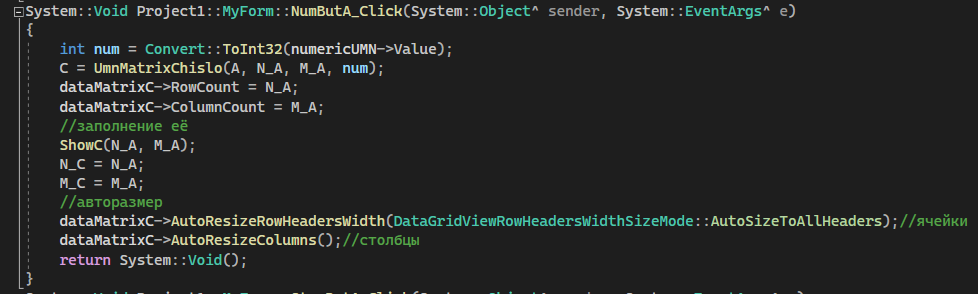 System::Void Project1::MyForm::NumButA_Click(System::Object^ sender, System::EventArgs^ e)
{
int num = Convert::ToInt32(numericUMN->Value);
C = UmnMatrixChislo(A, N_A, M_A, num);
dataMatrixC->RowCount = N_A;
dataMatrixC->ColumnCount = M_A;
//заполнение её
ShowC(N_A, M_A);
N_C = N_A;
M_C = M_A;
//авторазмер
dataMatrixC->AutoResizeRowHeadersWidth(DataGridViewRowHeadersWidthSizeMode::AutoSizeToAllHeaders);//ячейки
dataMatrixC->AutoResizeColumns();//столбцы
return System::Void();
}